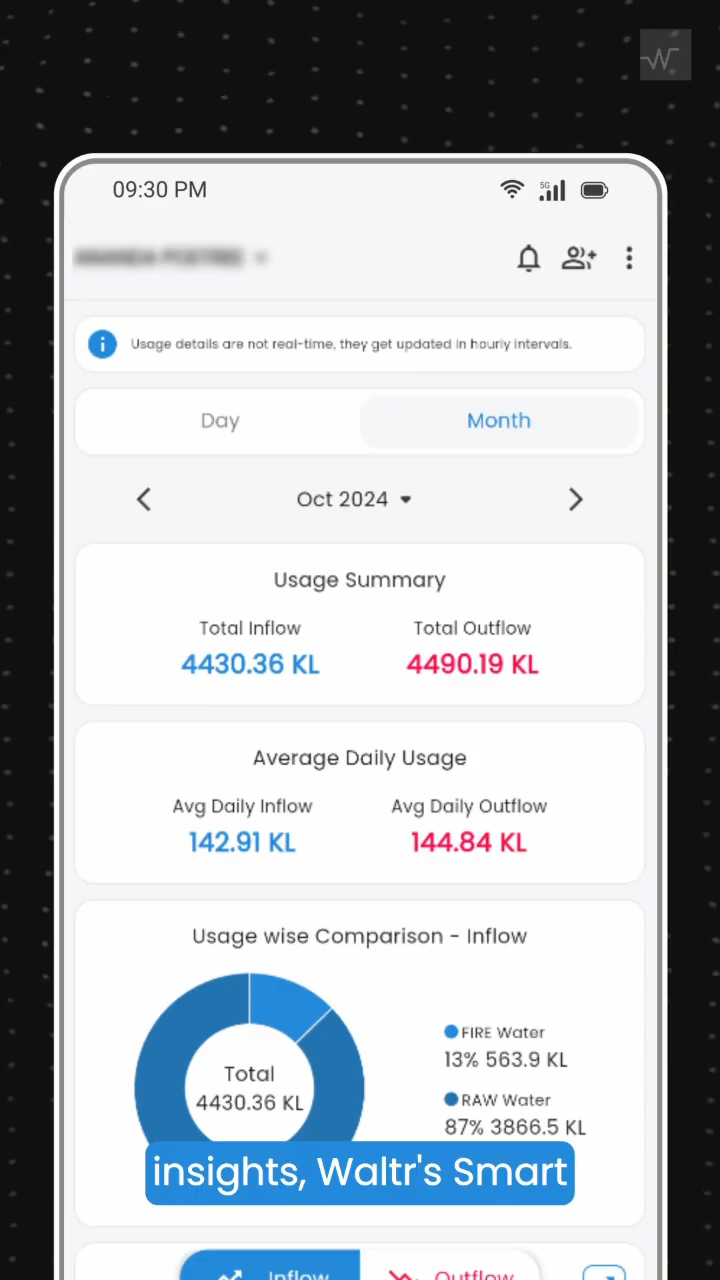 09:30 PM
5G
Usage details are not real-time, they get updated in hourly intervals.
Day
Month
Oct 2024
Usage Summary
Total Inflow
Total Outflow
4430.36 KL
4490.19 KL
Average Daily Usage
Avg Daily Inflow
Avg Daily Outflow
142.91 KL
144.84 KL
Usage wise Comparison - Inflow
FIRE Water
13% 563.9 KL
Total
4430.36 KL
RAW Water
87% 3866.5 KL
insights, Waltr's Smart
Inflow
Outflow